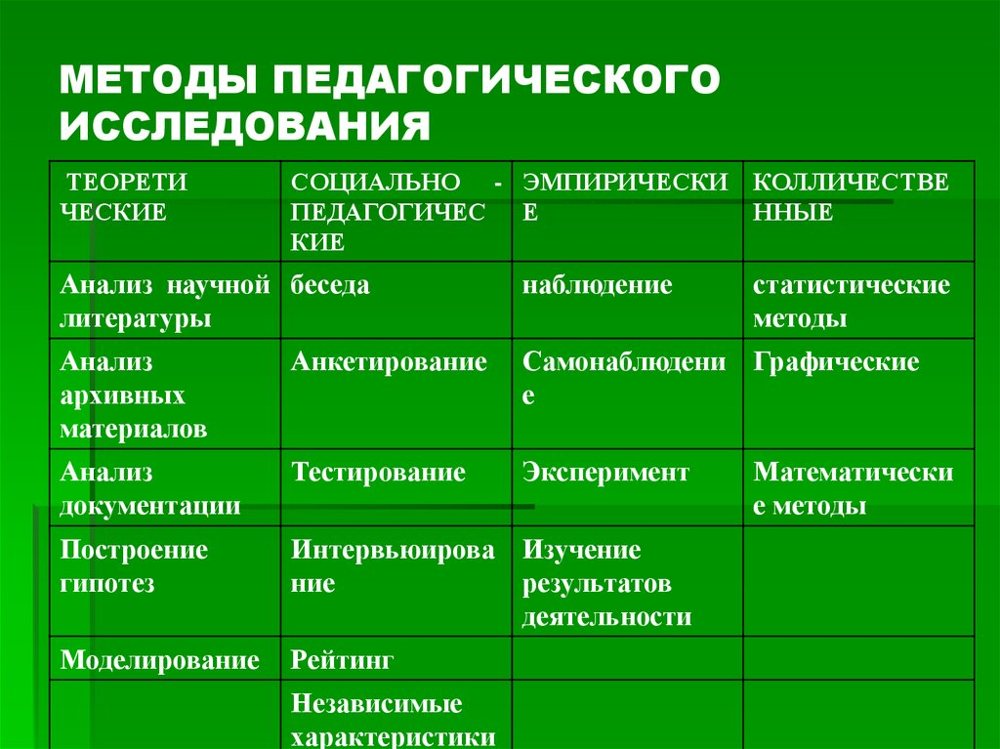 МЕТОДЫ ПЕДАГОГИЧЕСКОГО
ИССЛЕДОВАНИЯ
ТЕОРЕТИ
ЧЕСКИЕ
СОЦИАЛЬНО -
ПЕДАГОГИЧЕС
КИЕ
ЭМПИРИЧЕСКИ
Е
КОЛЛИЧЕСТВЕ
ННЫЕ
Анализ научной
литературы
беседа
наблюдение
статистические
методы
Анализ
архивных
материалов
Анкетирование
Самонаблюдени
е
Графические
Анализ
документации
Тестирование
Эксперимент
Математически
е методы
Построение
гипотез
Интервьюирова
ние
Изучение
результатов
деятельности
Моделирование
Рейтинг
Независимые
характеристики